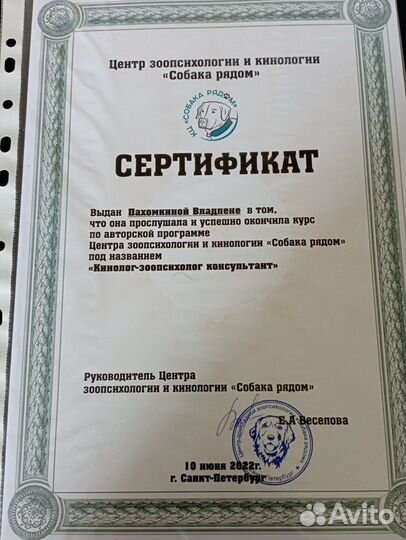 Центр зоопсихологии и кинологии
«Собака рядом»
КЦ «СОБАКА РЯДОМ»
СЕРТИФИКАТ
Выдан Пахомкиной Владлене в том,
что она прослушала и успешно окончила курс
по авторской программе
Центра зоопсихологии и кинологии «Собака рядом»
под названием
«Кинолог-зоопсихолог консультант»
Руководитель Центра
зоопсихологии и кинологии «Собака рядом»
Е.А Веселова
10 июня 2022г.
г. Санкт-Петербург
Avito